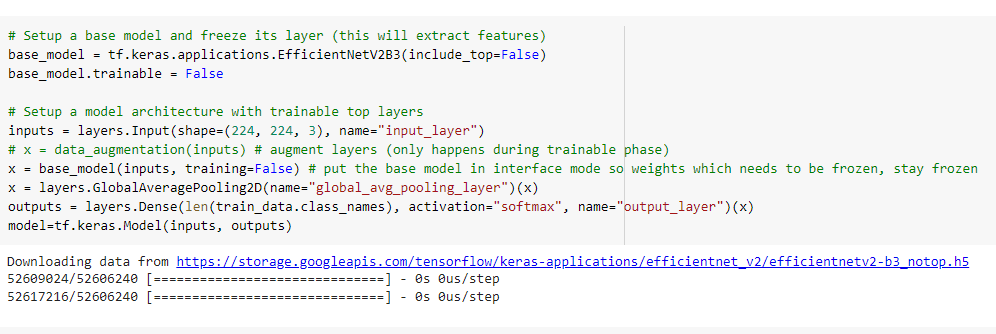 # Setup a base model and freeze its layer (this will extract features)
base_model = tf.keras.applications.EfficientNetV2B3(include_top=False)
base_model.trainable = False
# Setup a model architecture with trainable top layers
inputs = layers.Input(shape=(224, 224, 3), name="input_layer")
# x = data_augmentation(inputs) # augment layers (only happens during trainable phase)
x = base_model(inputs, training=False) # put the base model in interface mode so weights which needs to be frozen, stay frozen
x = layers.GlobalAveragePooling2D(name="global_avg_pooling_layer")(x)
outputs = layers.Dense(len(train_data.class_names), activation="softmax", name="output_layer")(x)
model=tf.keras.Model(inputs, outputs)
Downloading data from https://storage.googleapis.com/tensorflow/keras-applications/efficientnet_v2/efficientnetv2-b3_notop.h5
52609024/52606240 [==============================] - 0s 0us/step
52617216/52606240 [==============================] - 0s 0us/step